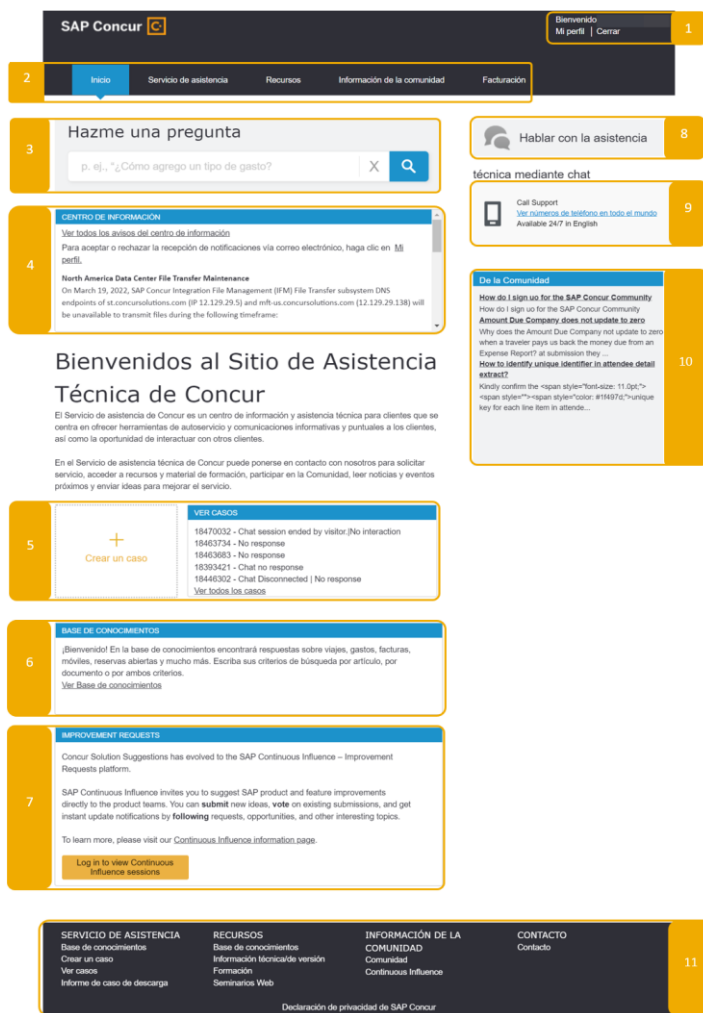 SAP Concur C
Bienvenido
Mi perfil | Cerrar
1
2
Inicio
Servicio de asistencia
Recursos
Información de la comunidad
Facturación
3
Hazme una pregunta
p. ej., "¿Cómo agrego un tipo de gasto?
X
4
CENTRO DE INFORMACIÓN
Ver todos los avisos del centro de información
Para aceptar o rechazar la recepción de notificaciones vía correo electrónico, haga clic en Mi
perfil.
North America Data Center File Transfer Maintenance
On March 19, 2022, SAP Concur Integration File Management (IFM) File Transfer subsystem DNS
endpoints of st.concursolutions.com (IP 12.129.29.5) and mft-us.concursolutions.com (12.129.29.138) will
be unavailable to transmit files during the following timeframe:
Bienvenidos al Sitio de Asistencia
Técnica de Concur
El Servicio de asistencia de Concur es un centro de información y asistencia técnica para clientes que se
centra en ofrecer herramientas de autoservicio y comunicaciones informativas y puntuales a los clientes,
así como la oportunidad de interactuar con otros clientes.
En el Servicio de asistencia técnica de Concur puede ponerse en contacto con nosotros para solicitar
servicio, acceder a recursos y material de formación, participar en la Comunidad, leer noticias y eventos
próximos y enviar ideas para mejorar el servicio.
5
+
Crear un caso
VER CASOS
18470032 - Chat session ended by visitor.|No interaction
18463734 - No response
18463683 - No response
18393421 - Chat no response
18446302 - Chat Disconnected | No response
Ver todos los casos
6
BASE DE CONOCIMIENTOS
¡Bienvenido! En la base de conocimientos encontrará respuestas sobre viajes, gastos, facturas,
móviles, reservas abiertas y mucho más. Escriba sus criterios de búsqueda por artículo, por
documento o por ambos criterios.
Ver Base de conocimientos
7
IMPROVEMENT REQUESTS
Concur Solution Suggestions has evolved to the SAP Continuous Influence – Improvement
Requests platform.
SAP Continuous Influence invites you to suggest SAP product and feature improvements
directly to the product teams. You can submit new ideas, vote on existing submissions, and get
instant update notifications by following requests, opportunities, and other interesting topics.
To learn more, please visit our Continuous Influence information page.
Log in to view Continuous
Influence sessions
Hablar con la asistencia
8
técnica mediante chat
Call Support
Ver números de teléfono en todo el mundo
Available 24/7 in English
9
De la Comunidad
How do I sign uo for the SAP Concur Community
How do I sign uo for the SAP Concur Community
Amount Due Company does not update to zero
Why does the Amount Due Company not update to zero
when a traveler pays us back the money due from an
Expense Report? at submission they ...
How to identify unique identifier in attendee detail
extract?
Kindly confirm the <span style="font-size: 11.0pt;">
<span style=""><span style="color: #1f497d;">unique
key for each line item in attende...
10
SERVICIO DE ASISTENCIA
Base de conocimientos
Crear un caso
Ver casos
Informe de caso de descarga
RECURSOS
Base de conocimientos
Información técnica/de versión
Formación
Seminarios Web
INFORMACIÓN DE LA
COMUNIDAD
Comunidad
Continuous Influence
CONTACTO
Contacto
11
Declaración de privacidad de SAP Concur